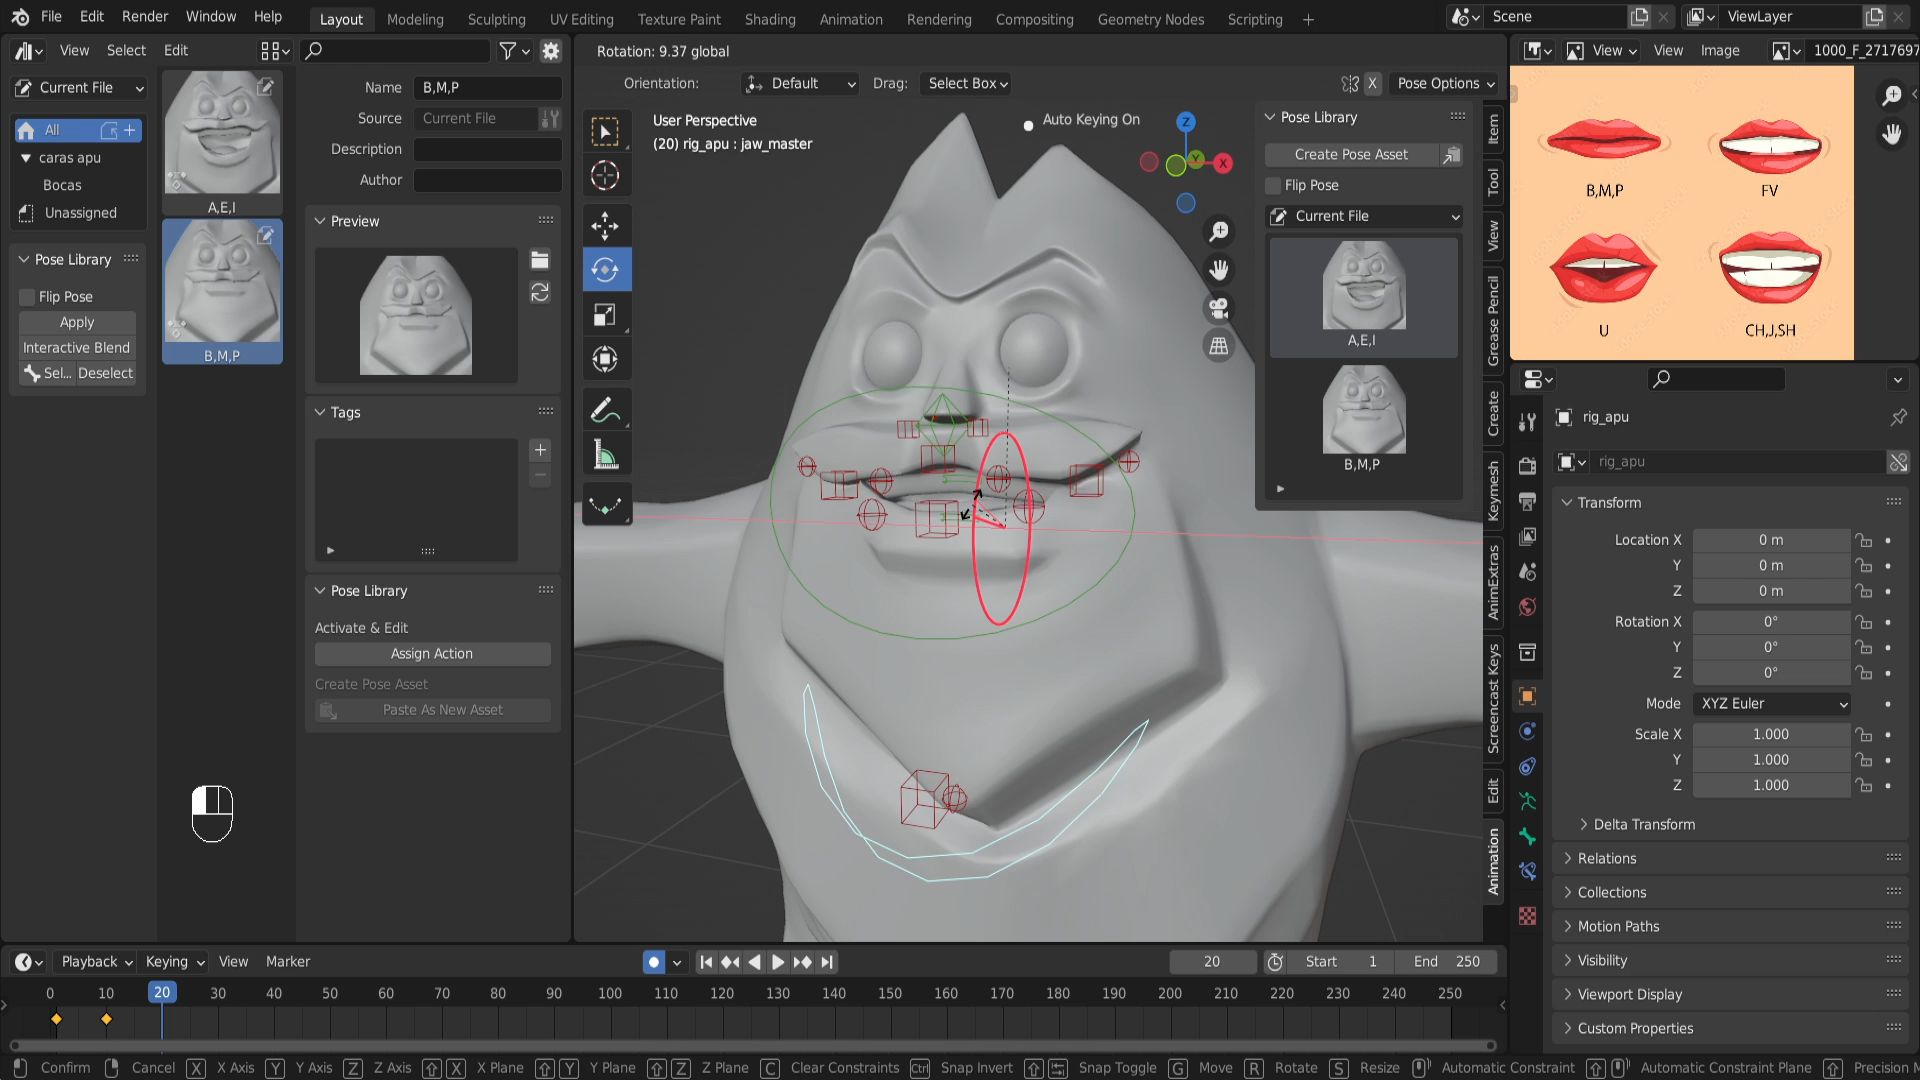 File Edit Render Window Help
Layout Modeling Sculpting UV Editing Texture Paint Shading Animation Rendering Compositing Geometry Nodes Scripting +
Scene
ViewLayer
View Select Edit
Current File
All
caras apu
Bocas
Unassigned
Pose Library
Flip Pose
Apply
Interactive Blend
Sel... Deselect
A,E,I
B,M,P
Name B,M,P
Source Current File
Description
Author
Preview
Tags
Pose Library
Activate & Edit
Assign Action
Create Pose Asset
Paste As New Asset
Rotation: 9.37 global
Orientation: Default Drag: Select Box
X Pose Options
User Perspective
(20) rig_apu : jaw_master
Auto Keying On
Z
Y
X
Pose Library
Create Pose Asset
Flip Pose
Current File
A,E,I
B,M,P
Item
Tool
View
Grease Pencil
Create
Keymesh
AnimExtras
Screencast Keys
Edit
Animation
View View Image 1000_F_2717697
B,M,P
FV
U
CH,J,SH
rig_apu
rig_apu
Transform
Location X 0 m
Y 0 m
Z 0 m
Rotation X 0°
Y 0°
Z 0°
Mode XYZ Euler
Scale X 1.000
Y 1.000
Z 1.000
Delta Transform
Relations
Collections
Motion Paths
Visibility
Viewport Display
Custom Properties
Playback Keying View Marker
20 Start 1 End 250
0 10 20 30 40 50 60 70 80 90 100 110 120 130 140 150 160 170 180 190 200 210 220 230 240 250
Confirm Cancel X X Axis Y Y Axis Z Z Axis X X Plane Y Y Plane Z Z Plane C Clear Constraints Ctrl Snap Invert Snap Toggle G Move R Rotate S Resize Automatic Constraint Automatic Constraint Plane Precision M